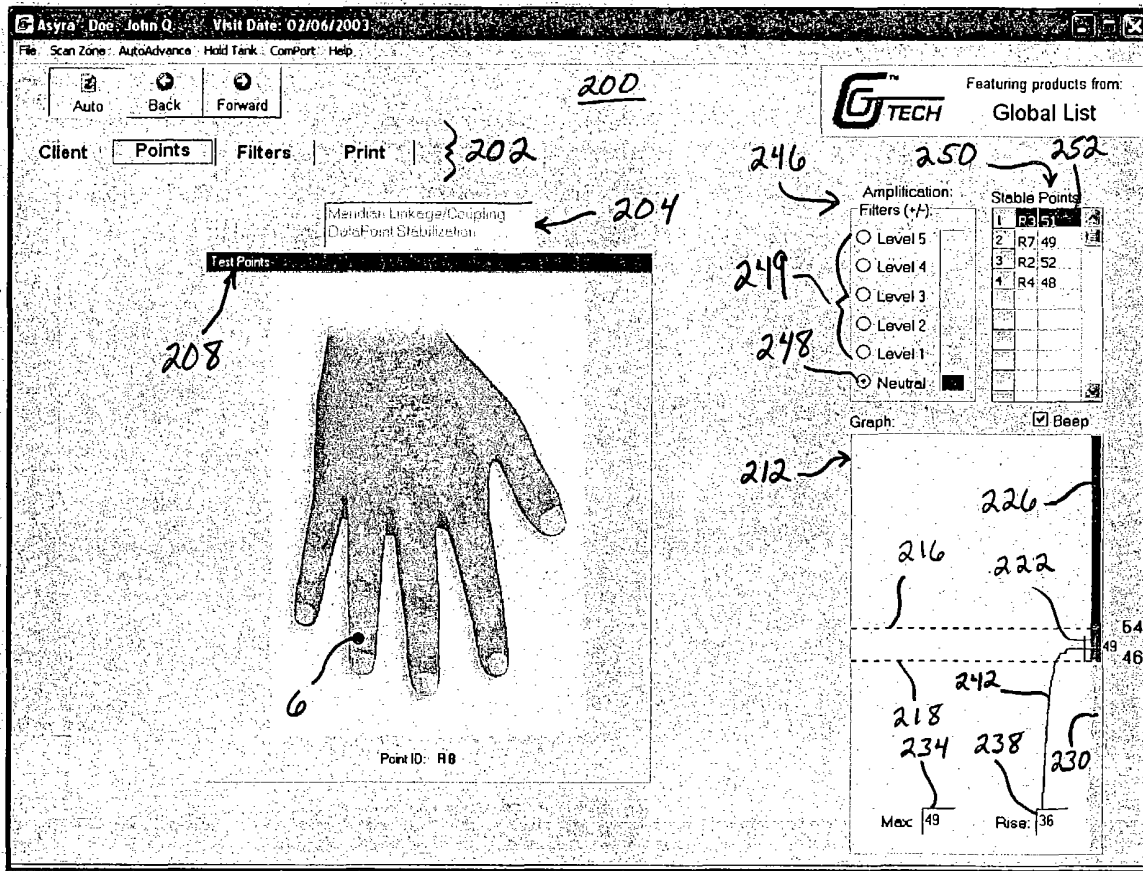 Asyra Doe, John Q Visit Date: 02/06/2003
File Scan Zone AutoAdvance Hold Tank ComPort Help
Auto Back Forward
200
GTECH™
Featuring products from:
Global List
Client Points Filters Print
202
204
Meridian Linkage/Coupling
DataPoint Stabilization
Test Points
208
6
Point ID: R8
246
250
252
Amplification:
Filters (+/-):
Level 5
Level 4
Level 3
Level 2
Level 1
Neutral
249
248
Stable Points
1 R3 51
2 R7 49
3 R2 52
4 R4 48
Graph:
Beep
212
226
216
222
54
49
46
242
218
234
238
230
Max: 49
Rise: 36